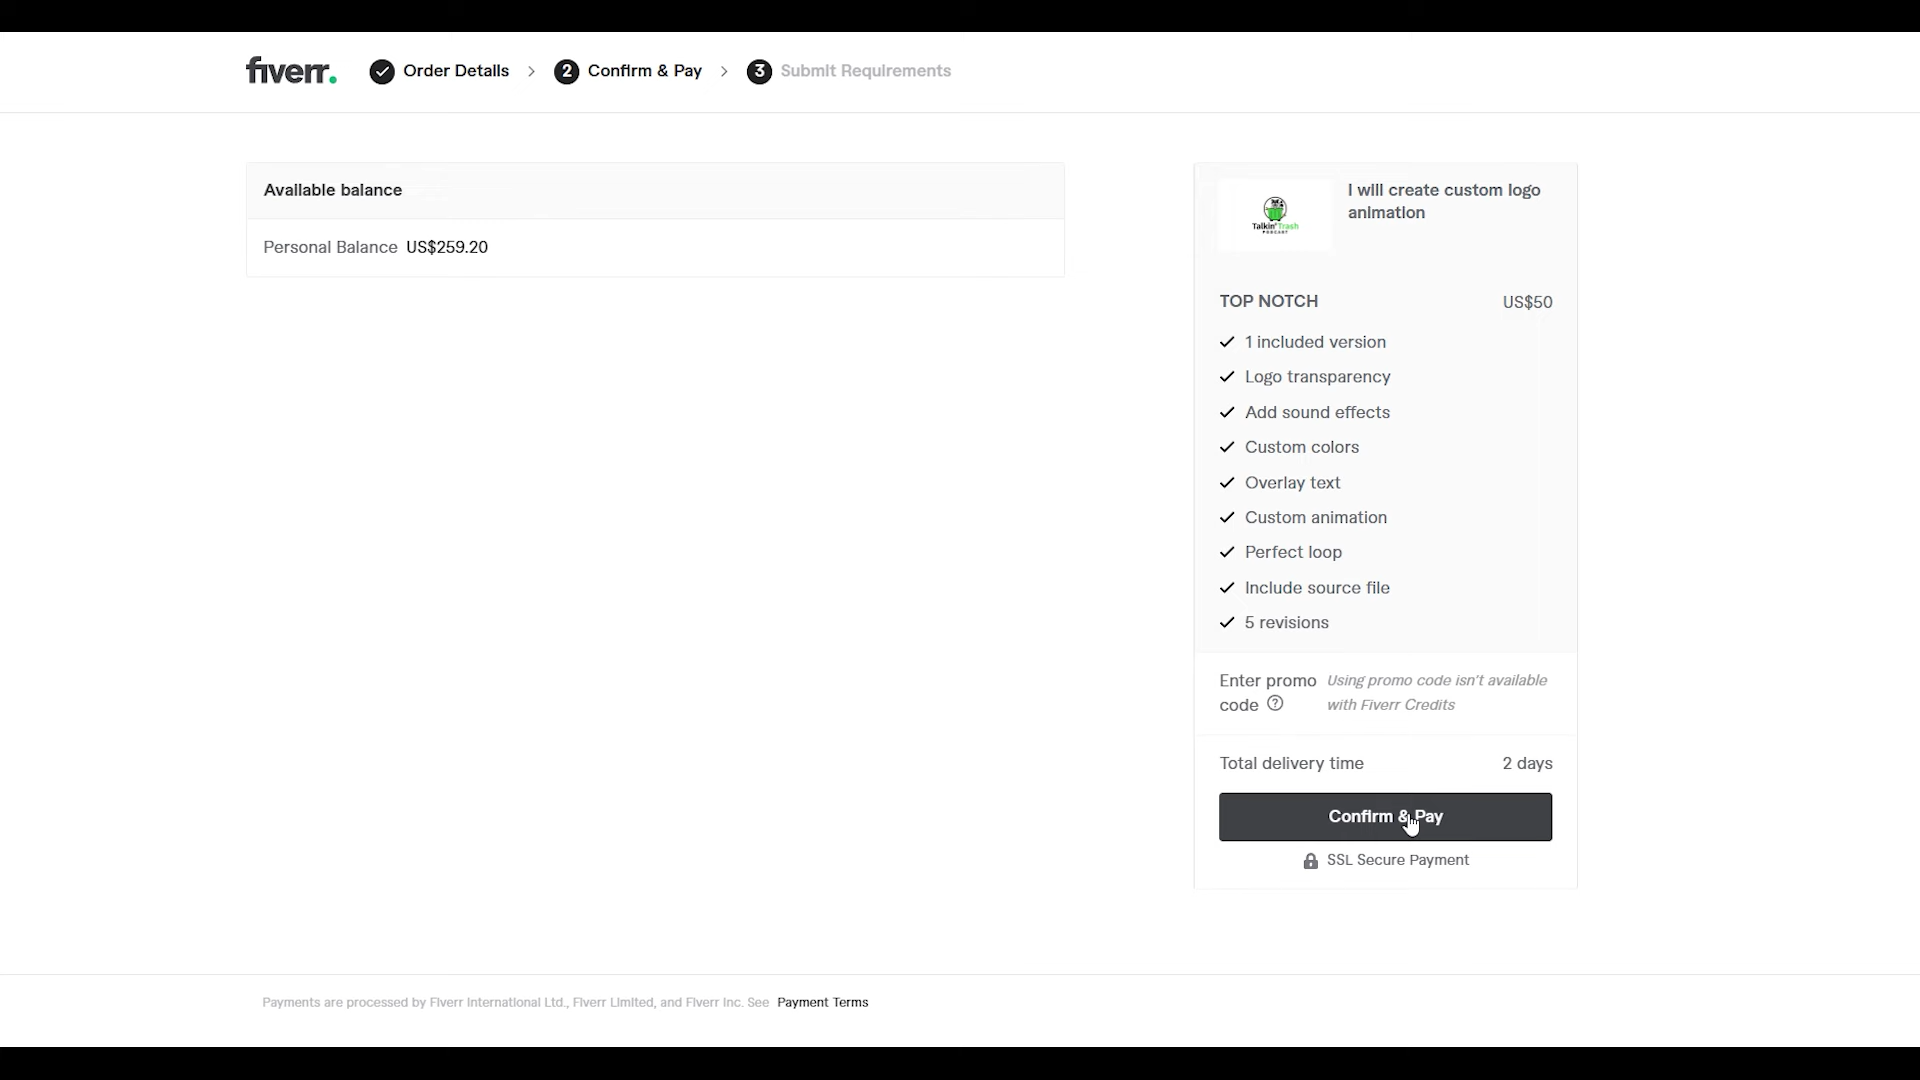 fiverr.
Order Details
2 Confirm & Pay
3 Submit Requirements
Available balance
Personal Balance US$259.20
Talkin' Trash
PODCAST
I will create custom logo
animation
TOP NOTCH US$50
1 included version
Logo transparency
Add sound effects
Custom colors
Overlay text
Custom animation
Perfect loop
Include source file
5 revisions
Enter promo
code ?
Using promo code isn't available
with Fiverr Credits
Total delivery time 2 days
Confirm & Pay
SSL Secure Payment
Payments are processed by Fiverr International Ltd., Fiverr Limited, and Fiverr Inc. See Payment Terms